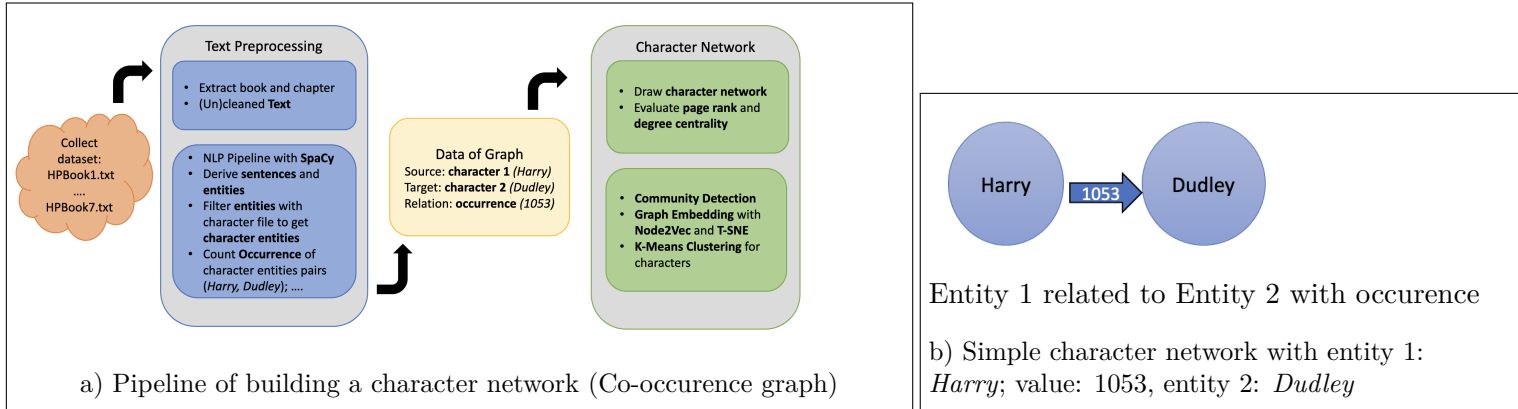 Collect
dataset:
HPBook1.txt
....
HPBook7.txt
Text Preprocessing
• Extract book and chapter
• (Un)cleaned Text
• NLP Pipeline with SpaCy
• Derive sentences and
entities
• Filter entities with
character file to get
character entities
• Count Occurrence of
character entities pairs
(Harry, Dudley); ....
Data of Graph
Source: character 1 (Harry)
Target: character 2 (Dudley)
Relation: occurrence (1053)
Character Network
• Draw character network
• Evaluate page rank and
degree centrality
• Community Detection
• Graph Embedding with
Node2Vec and T-SNE
• K-Means Clustering for
characters
a) Pipeline of building a character network (Co-occurence graph)
Harry
1053
Dudley
Entity 1 related to Entity 2 with occurence
b) Simple character network with entity 1:
Harry; value: 1053, entity 2: Dudley